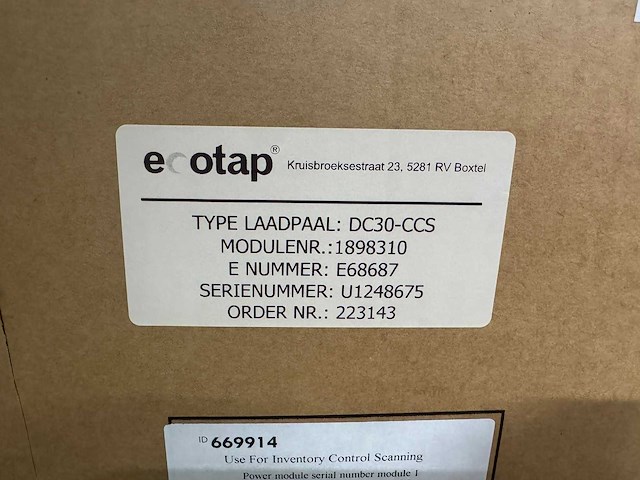 ecotap® Kruisbroeksestraat 23, 5281 RV Boxtel
TYPE LAADPAAL: DC30-CCS
MODULENR.:1898310
E NUMMER: E68687
SERIENUMMER: U1248675
ORDER NR.: 223143
ID 669914
Use For Inventory Control Scanning
Power module serial number module 1